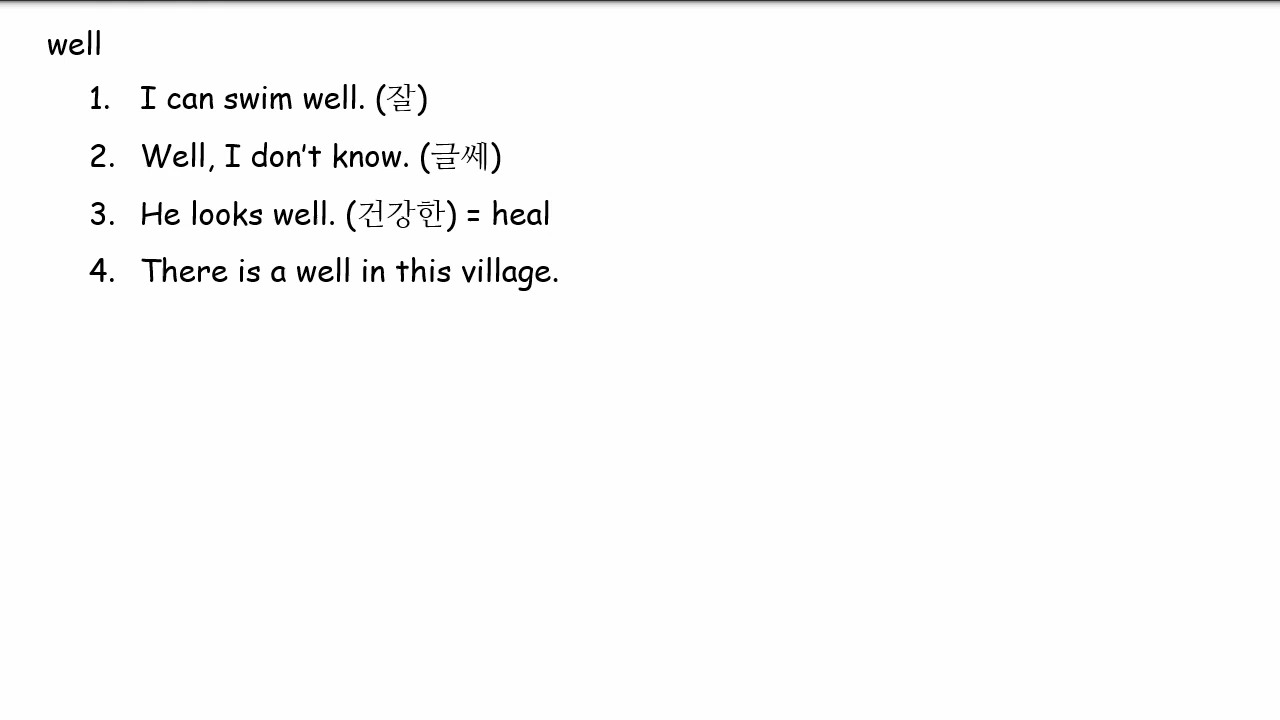 well
1. I can swim well. (잘)
2. Well, I don't know. (글쎄)
3. He looks well. (건강한) = heal
4. There is a well in this village.